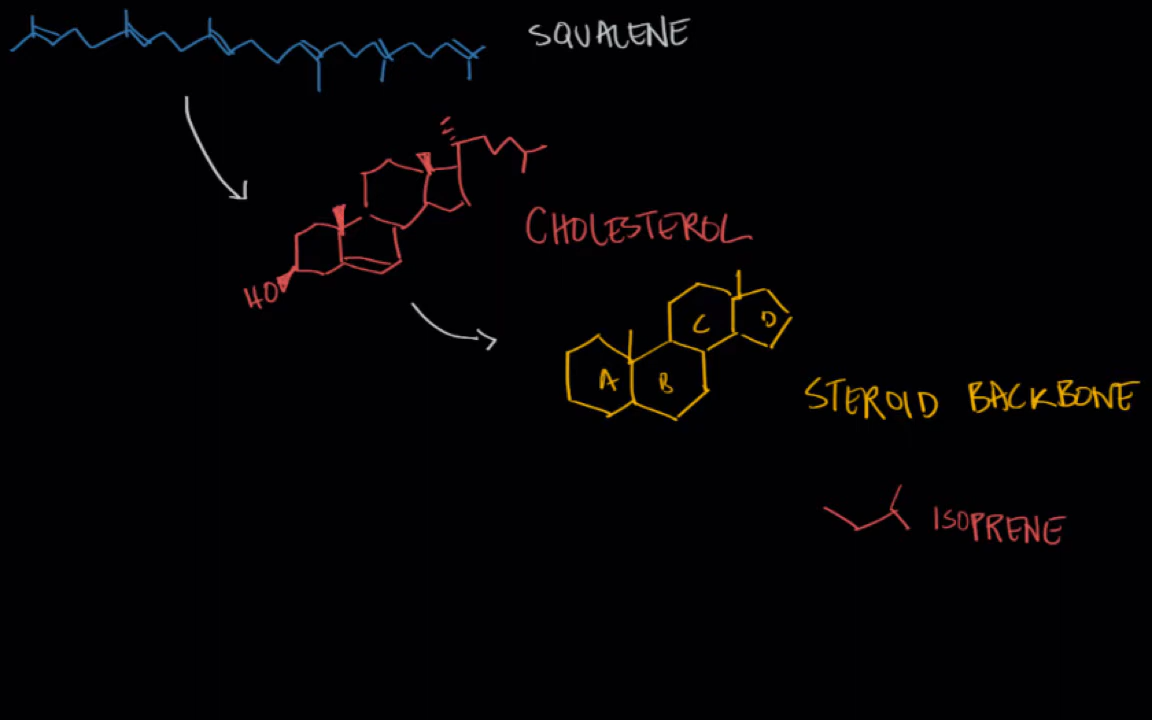 SQUALENE
HO
CHOLESTEROL
A B C D
STEROID BACKBONE
ISOPRENE